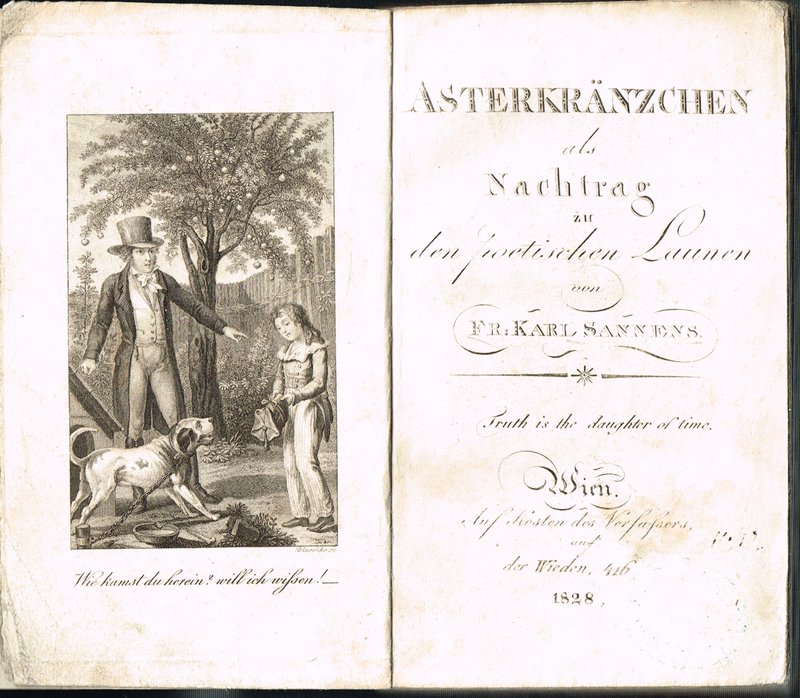 Blaschke sc.
Wie kamst du herein? will ich wißen! —
ASTERKRÄNZCHEN
als
Nachtrag
zu
den poetischen Launen
von
FR: KARL SANNENS.
Truth is the daughter of time.
Wien.
Auf Kosten des Verfaßers,
auf
der Wieden, 446
1828.